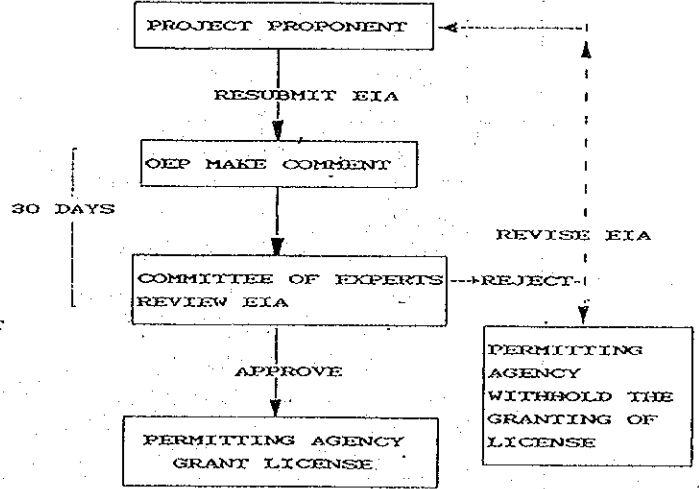 PROJECT PROPONENT
RESUBMIT EIA
OEP MAKE COMMENT
30 DAYS
REVISE EIA
COMMITTEE OF EXPERTS
REVIEW EIA
REJECT
APPROVE
PERMITTING
AGENCY
WITHHOLD THE
GRANTING OF
LICENSE
PERMITTING AGENCY
GRANT LICENSE